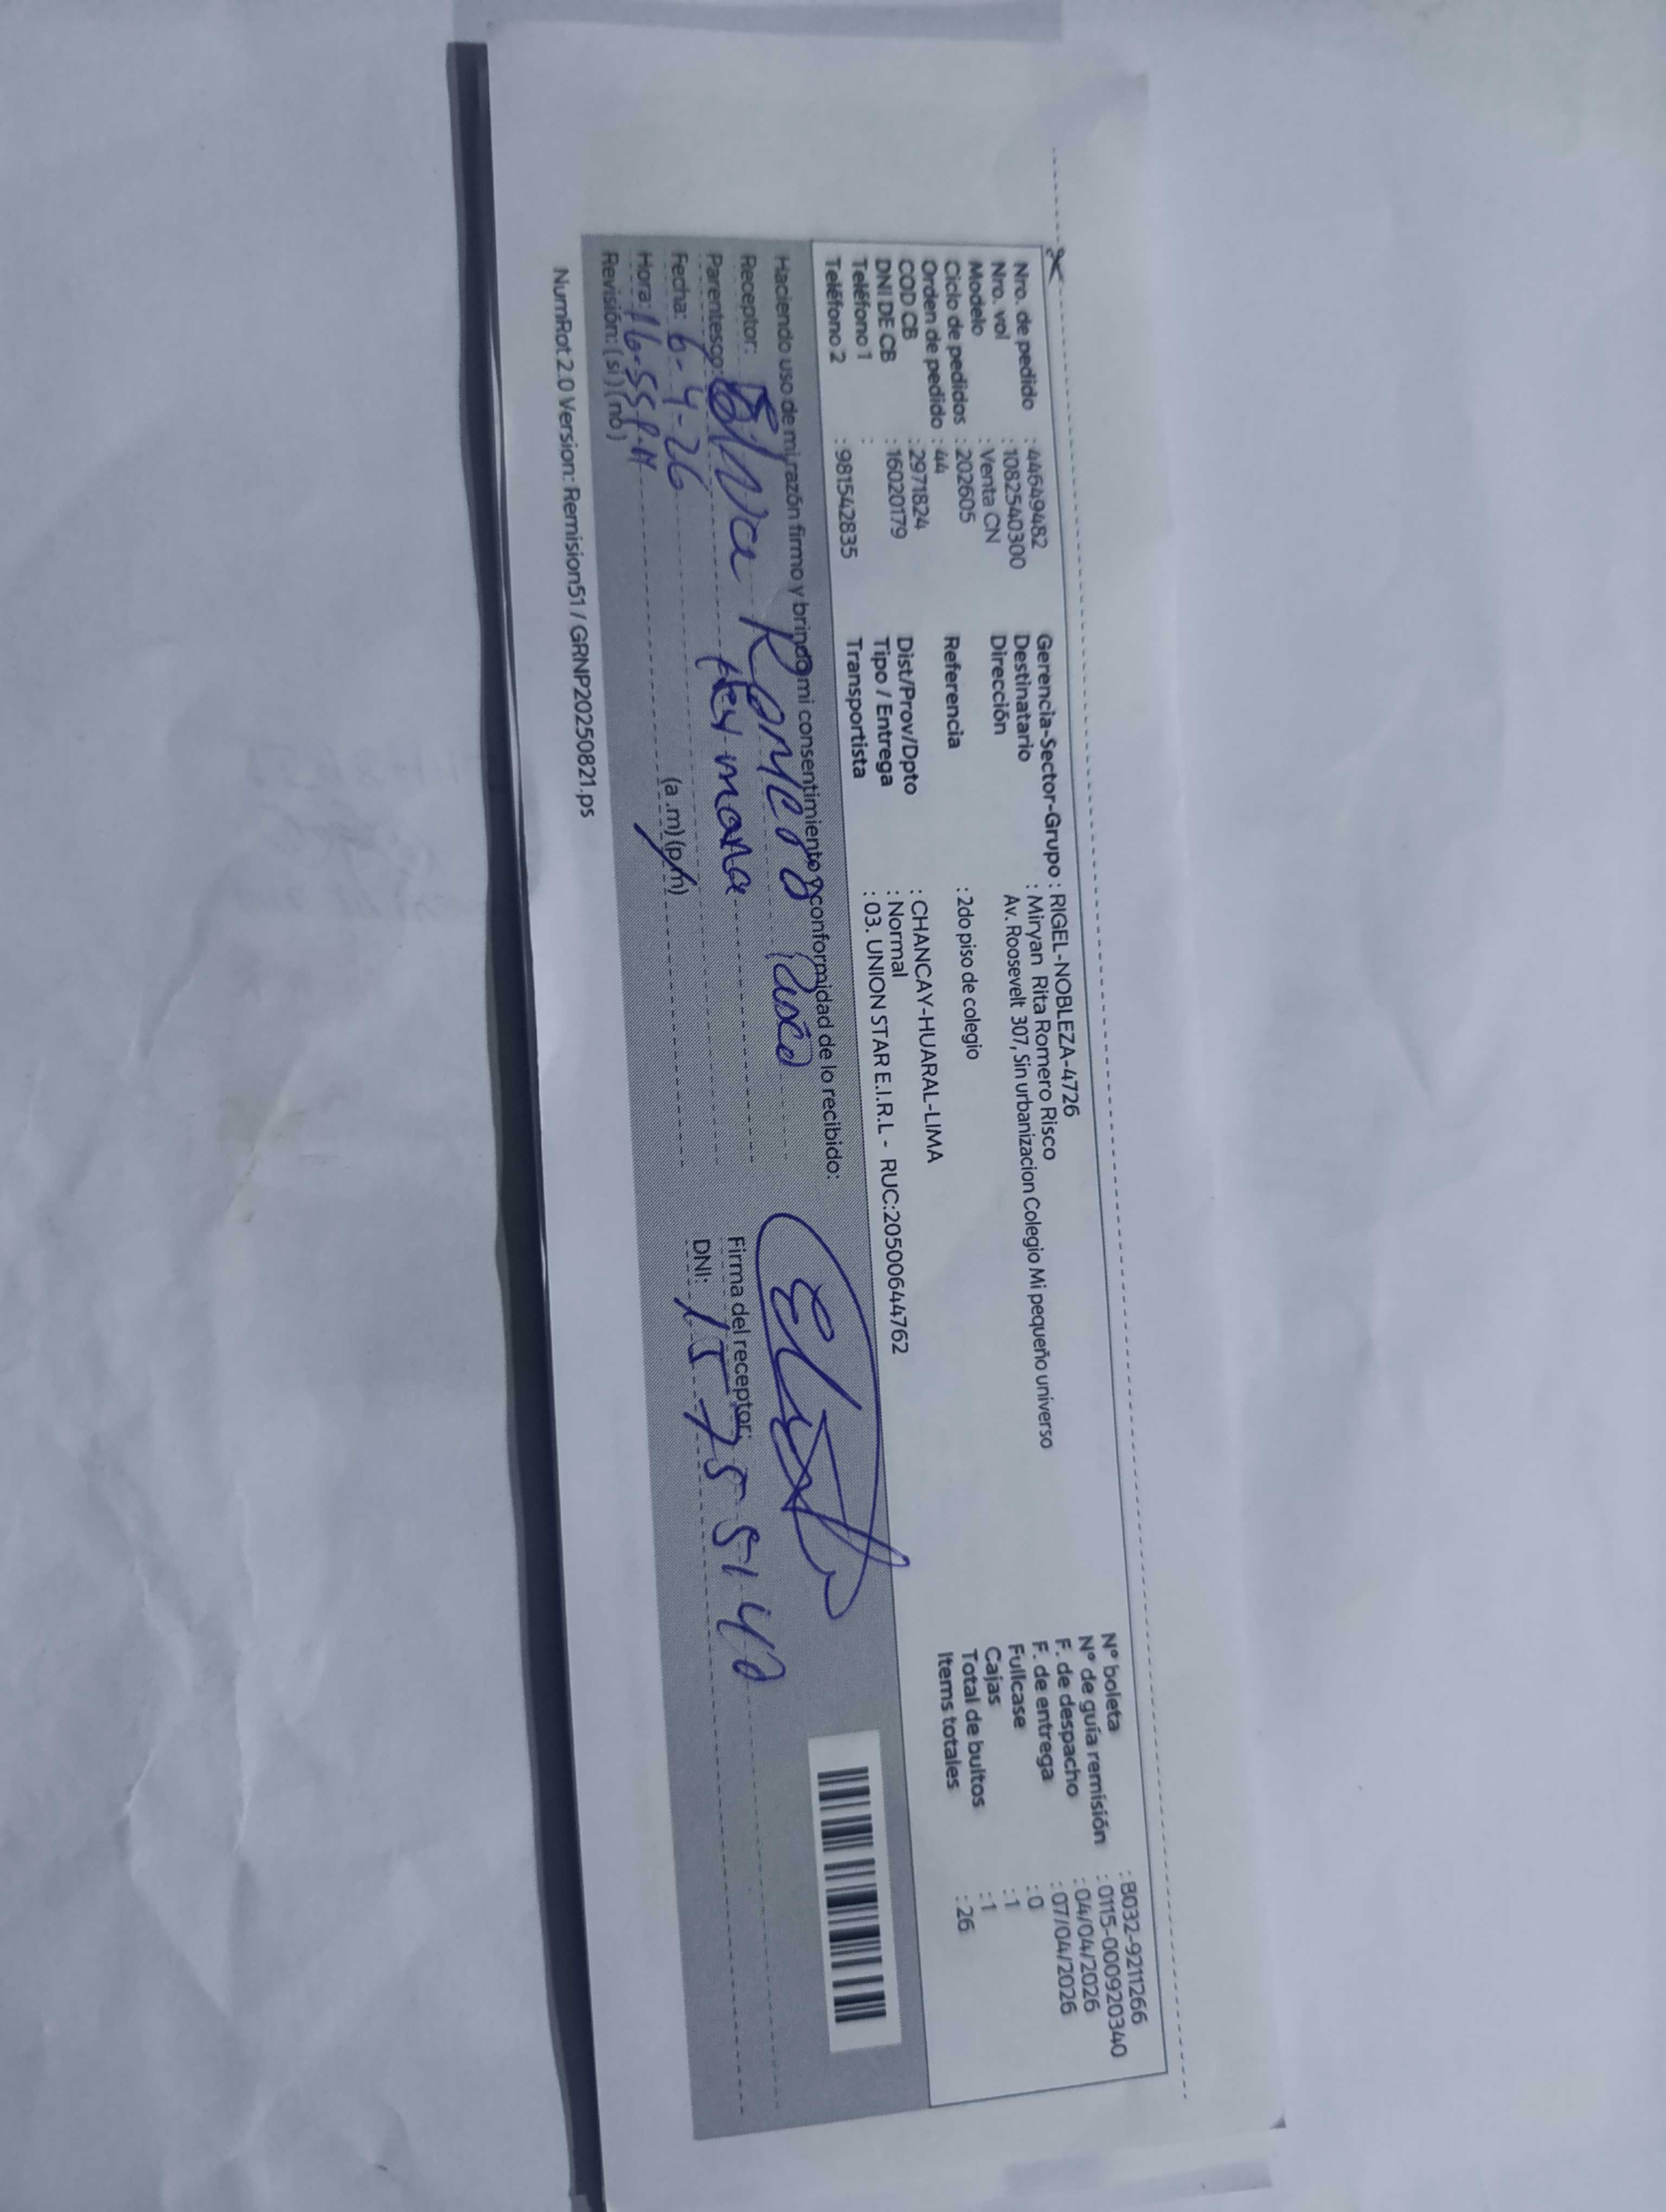 Nro. de pedido : 44649482
Nro. vol : 1082540300
Modelo : Venta CN
Ciclo de pedidos : 202605
Orden de pedido : 44
COD CB : 2971824
DNI DE CB : 16020179
Teléfono 1 :
Teléfono 2 : 981542835
Gerencia-Sector-Grupo : RIGEL-NOBLEZA-4726
Destinatario : Miryan Rita Romero Risco
Dirección Av. Roosevelt 307, Sin urbanizacion Colegio Mi pequeño universo
Referencia : 2do piso de colegio
Dist/Prov/Dpto : CHANCAY-HUARAL-LIMA
Tipo / Entrega : Normal
Transportista : 03. UNION STAR E.I.R.L - RUC:20500644762
N° boleta : B032-9211266
N° de guía remisión : 0115-000920340
F. de despacho : 04/04/2026
F. de entrega : 07/04/2026
Fullcase : 0
Cajas : 1
Total de bultos : 1
Items totales : 26
Haciendo uso de mi razón firmo y brindo mi consentimiento y conformidad de lo recibido:
Receptor: Romero
Parentesco: Hermana
Fecha: 6-4-26
Hora: 16-55 P.M (a.m) (p.m)
Revisión: (si) (no)
Firma del receptor:
DNI: 15755140
NumRot 2.0 Version: Remision51 / GRNP20250821.ps